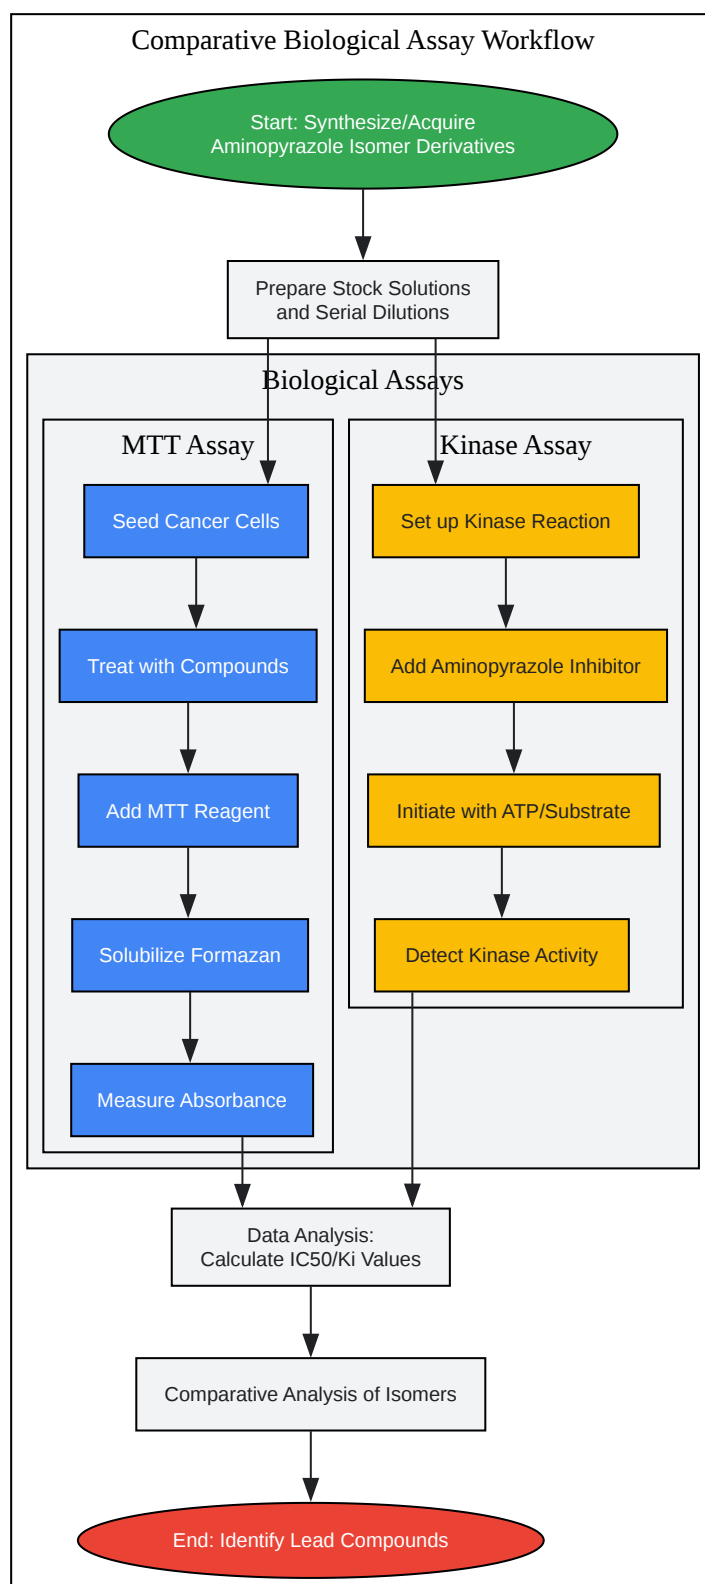 Comparative Biological Assay Workflow
Start: Synthesize/Acquire
Aminopyrazole Isomer Derivatives
Prepare Stock Solutions
and Serial Dilutions
Biological Assays
MTT Assay
Seed Cancer Cells
Treat with Compounds
Add MTT Reagent
Solubilize Formazan
Measure Absorbance
Kinase Assay
Set up Kinase Reaction
Add Aminopyrazole Inhibitor
Initiate with ATP/Substrate
Detect Kinase Activity
Data Analysis:
Calculate IC50/Ki Values
Comparative Analysis of Isomers
End: Identify Lead Compounds